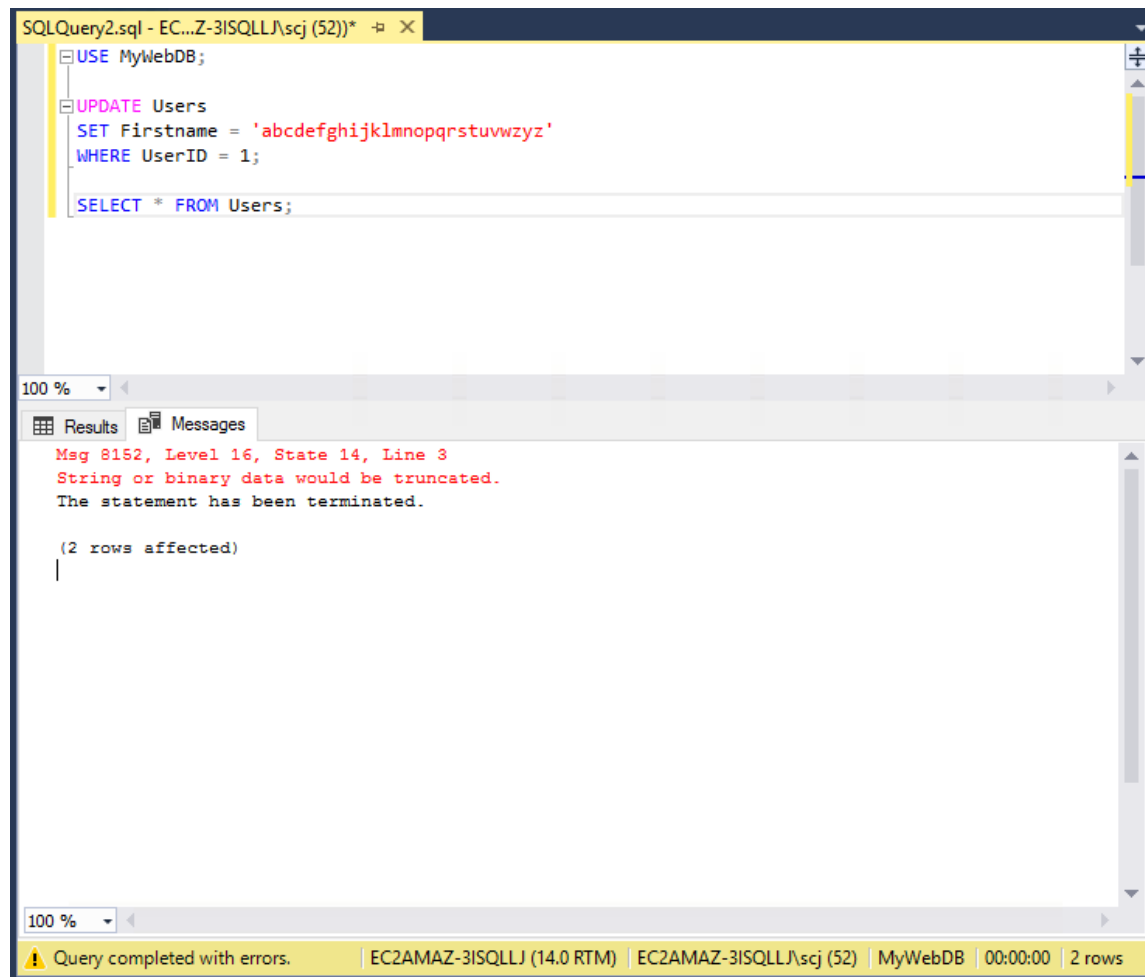 SQLQuery2.sql - EC...Z-3ISQLLJ\scj (52))*
USE MyWebDB;
UPDATE Users
SET Firstname = 'abcdefghijklmnopqrstuvwzyz'
WHERE UserID = 1;
SELECT * FROM Users;
100 %
Results Messages
Msg 8152, Level 16, State 14, Line 3
String or binary data would be truncated.
The statement has been terminated.
(2 rows affected)
100 %
Query completed with errors. EC2AMAZ-3ISQLLJ (14.0 RTM) EC2AMAZ-3ISQLLJ\scj (52) MyWebDB 00:00:00 2 rows